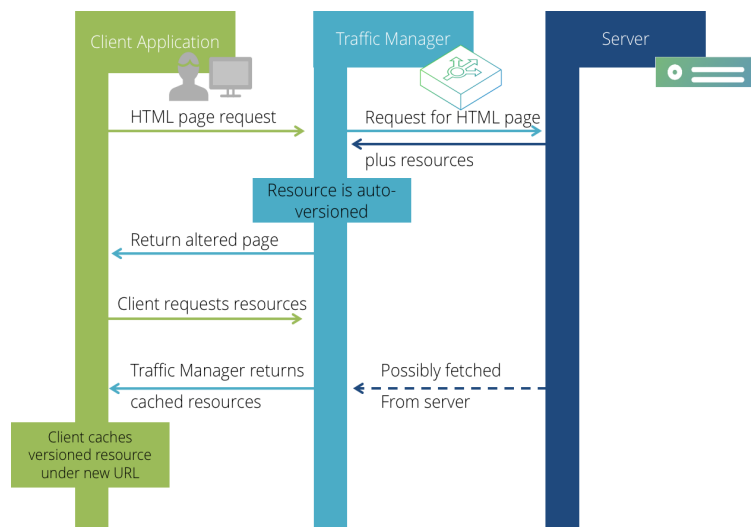 Client Application
Traffic Manager
Server
HTML page request
Request for HTML page
plus resources
Resource is auto-
versioned
Return altered page
Client requests resources
Traffic Manager returns
cached resources
Possibly fetched
From server
Client caches
versioned resource
under new URL